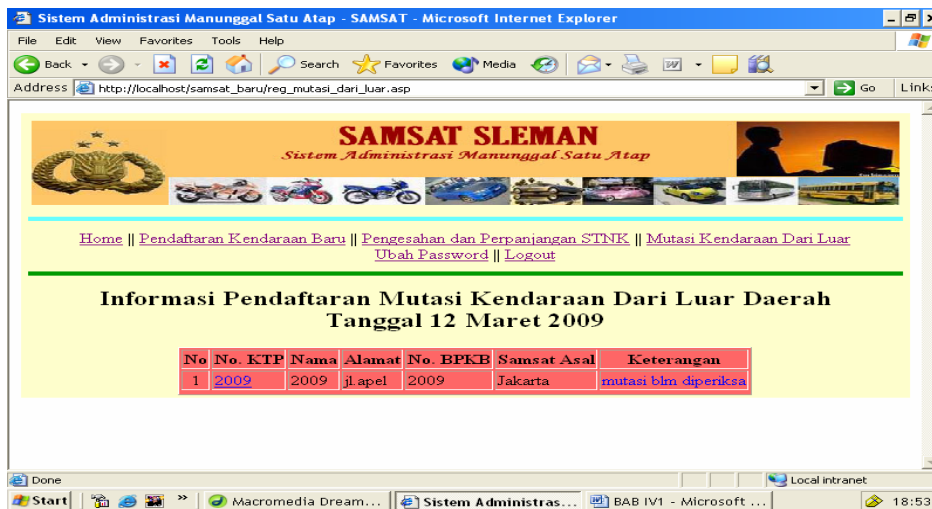 Sistem Administrasi Manunggal Satu Atap - SAMSAT - Microsoft Internet Explorer
File Edit View Favorites Tools Help
Back Search Favorites Media
Address http://localhost/samsat_baru/reg_mutasi_dari_luar.asp Go Links
SAMSAT SLEMAN
Sistem Administrasi Manunggal Satu Atap
Home || Pendaftaran Kendaraan Baru || Pengesahan dan Perpanjangan STNK || Mutasi Kendaraan Dari Luar
Ubah Password || Logout
Informasi Pendaftaran Mutasi Kendaraan Dari Luar Daerah
Tanggal 12 Maret 2009
No No. KTP Nama Alamat No. BPKB Samsat Asal Keterangan
1 2009 2009 jl.apel 2009 Jakarta mutasi blm diperiksa
Done Local intranet
Start » Macromedia Dream... Sistem Administras... BAB IV1 - Microsoft ... 18:53